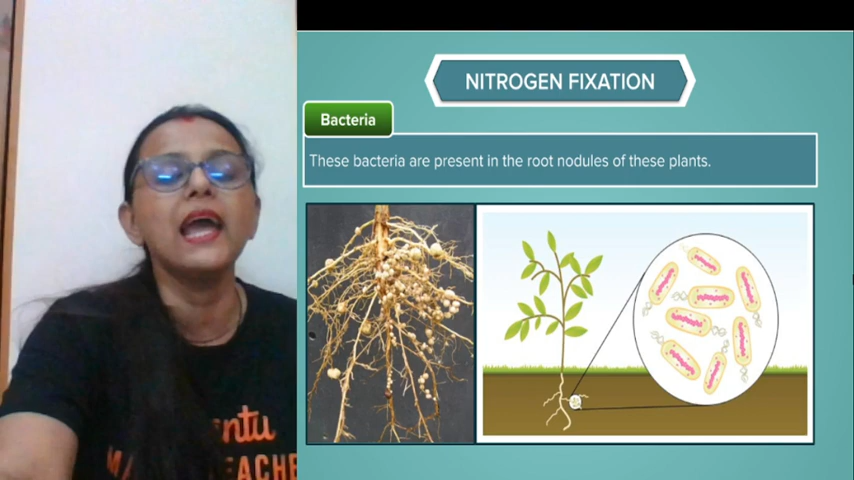 NITROGEN FIXATION
Bacteria
These bacteria are present in the root nodules of these plants.